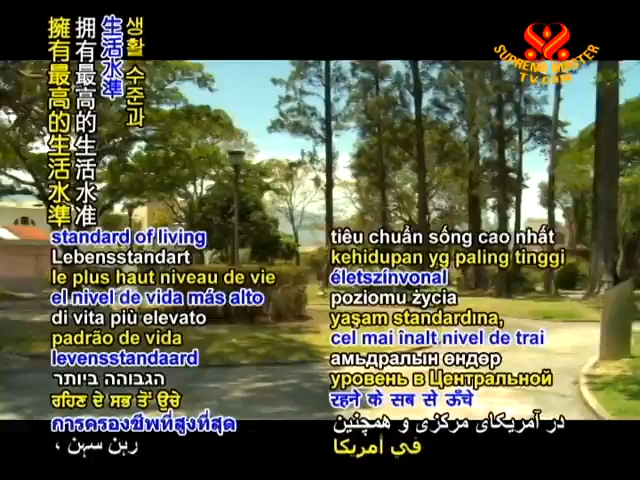 생활 수준과
生活水準
拥有最高的生活水准
擁有最高的生活水準
SUPREME MASTER
TV.COM
standard of living
Lebensstandart
le plus haut niveau de vie
el nivel de vida más alto
di vita più elevato
padrão de vida
levensstandaard
הגבוהה ביותר
ਰਹਿਣ ਦੇ ਸਭ ਤੋਂ ਉਚੇ
การครองชีพที่สูงที่สุด
ربن سهن ،
tiêu chuẩn sống cao nhất
kehidupan yg paling tinggi
életszínvonal
poziomu życia
yaşam standardına,
cel mai înalt nivel de trai
амьдралын өндөр
уровень в Центральной
रहने के सब से ऊँचे
در آمریکای مرکزی و همچنین
في أمريكا